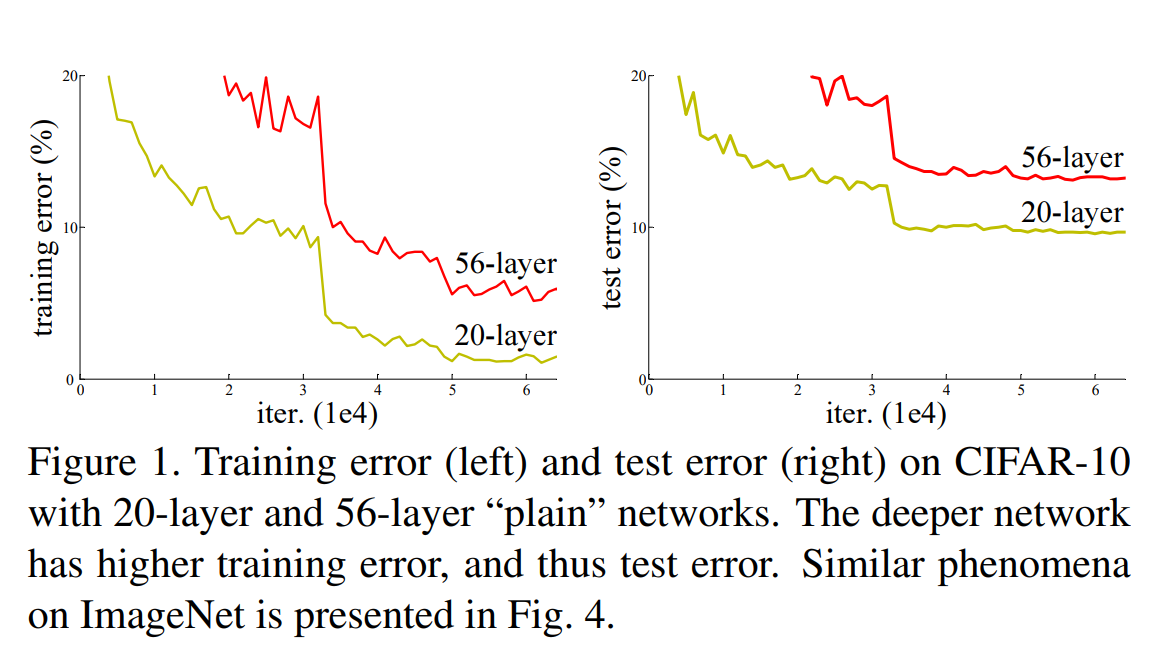 20
10
0
training error (%)
56-layer
20-layer
0 1 2 3 4 5 6
iter. (1e4)
20
10
0
test error (%)
56-layer
20-layer
0 1 2 3 4 5 6
iter. (1e4)
Figure 1. Training error (left) and test error (right) on CIFAR-10
with 20-layer and 56-layer “plain” networks. The deeper network
has higher training error, and thus test error. Similar phenomena
on ImageNet is presented in Fig. 4.